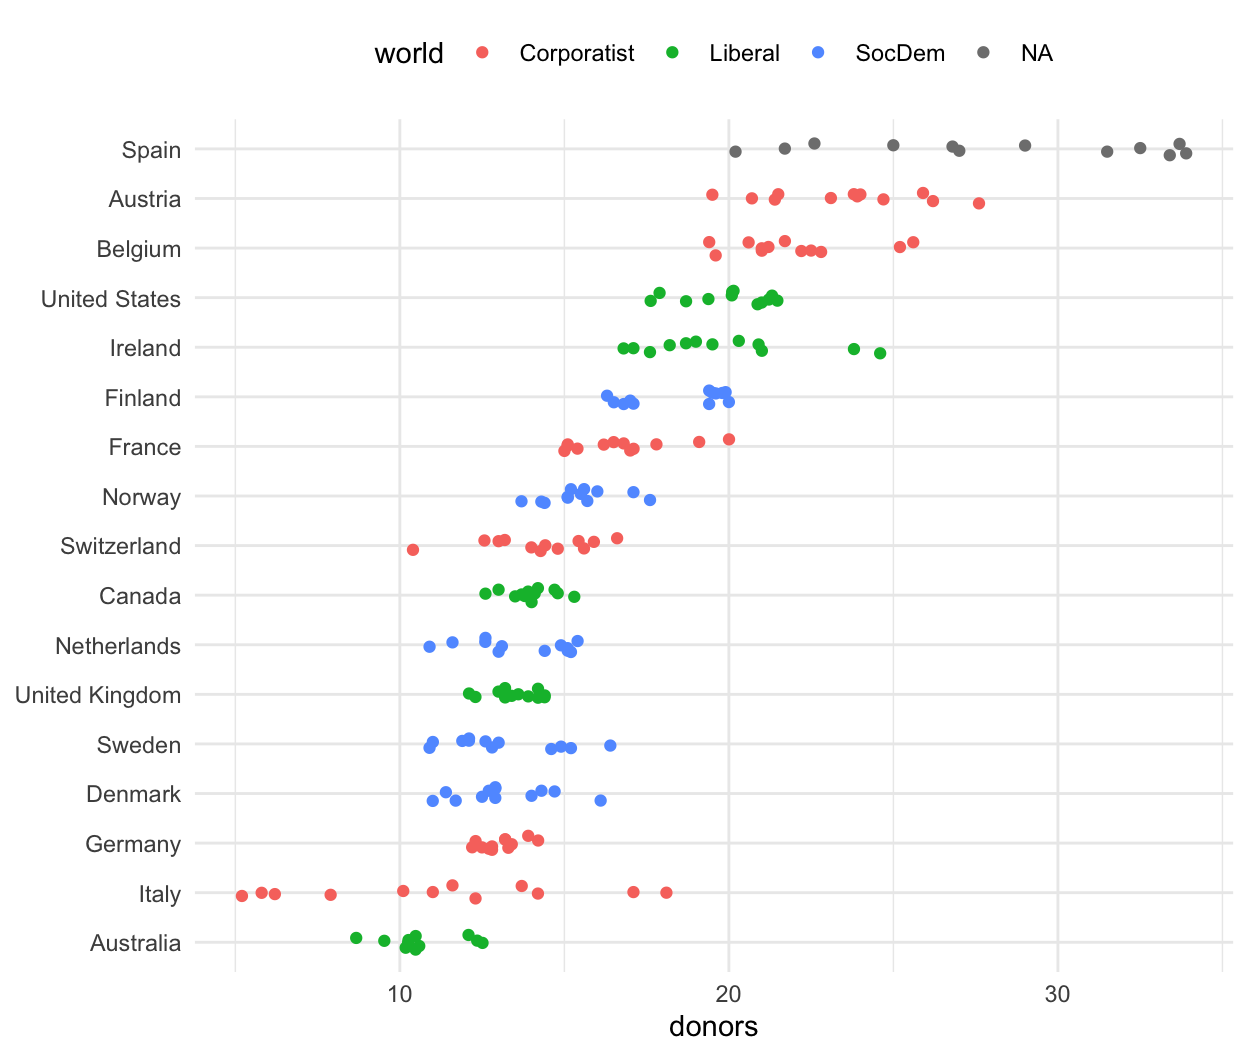 world Corporatist Liberal SocDem NA
Spain
Austria
Belgium
United States
Ireland
Finland
France
Norway
Switzerland
Canada
Netherlands
United Kingdom
Sweden
Denmark
Germany
Italy
Australia
10 20 30
donors